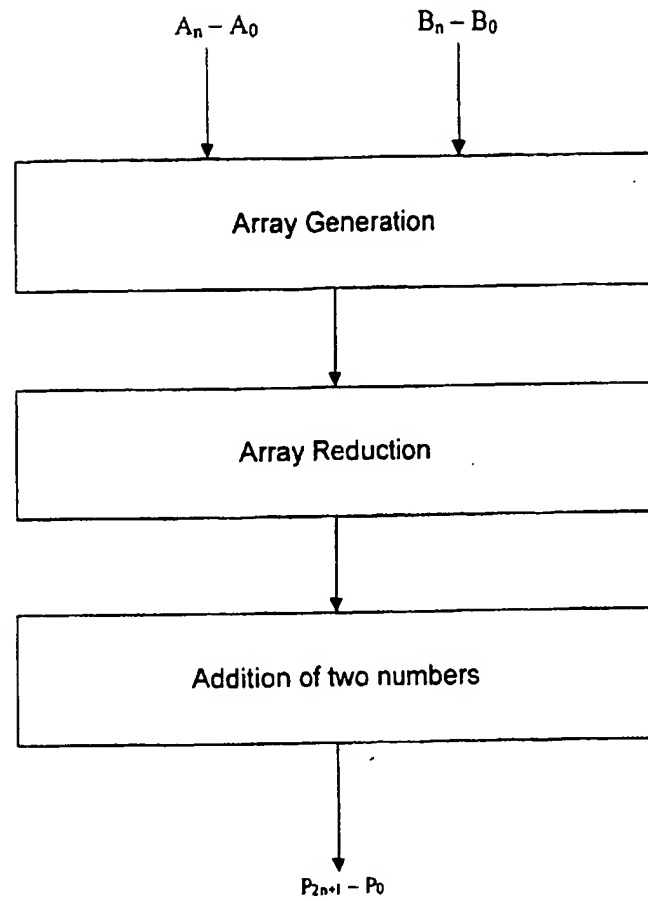 Aₙ – A₀ Bₙ – B₀
Array Generation
Array Reduction
Addition of two numbers
P₂ₙ₊₁ – P₀